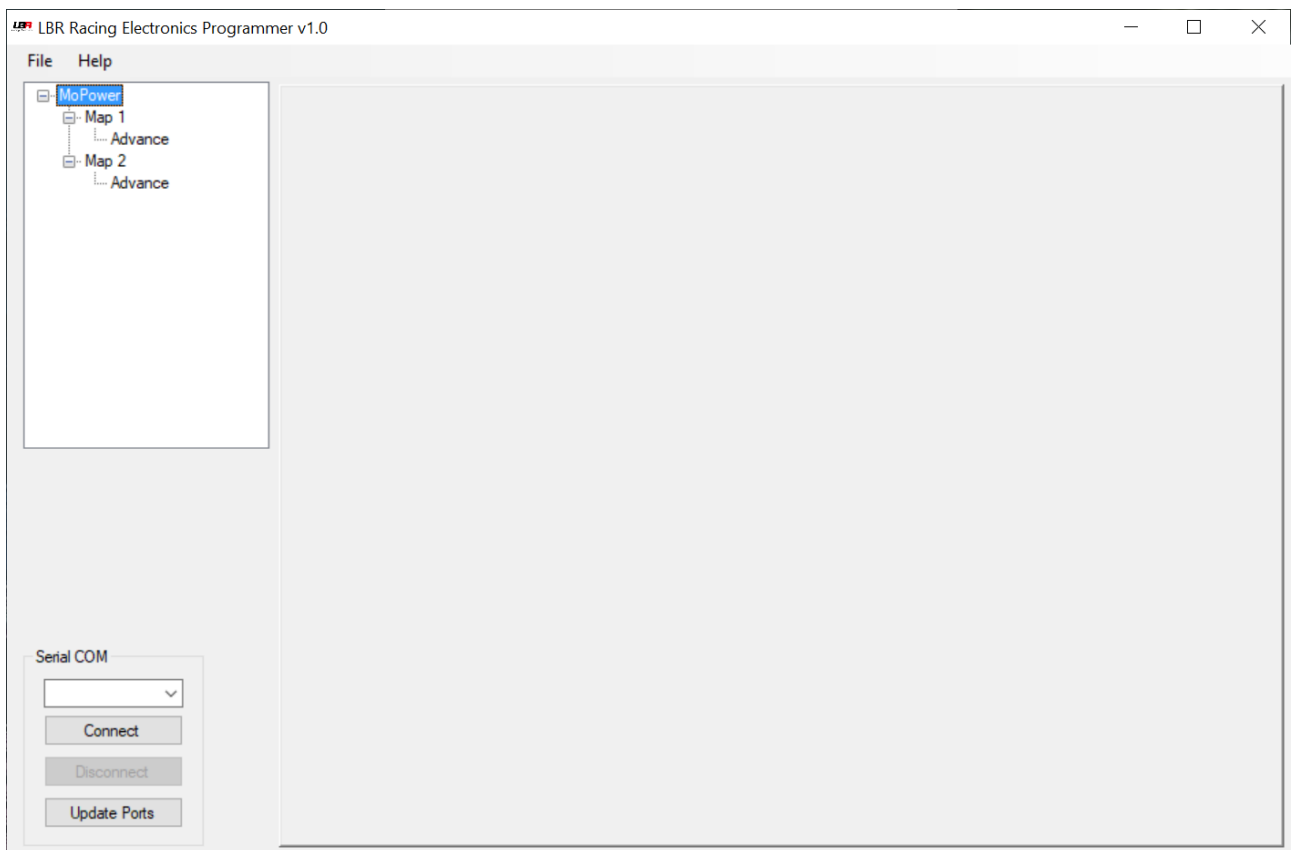 LBR LBR Racing Electronics Programmer v1.0
File Help
MoPower
Map 1
Advance
Map 2
Advance
Serial COM
Connect
Disconnect
Update Ports